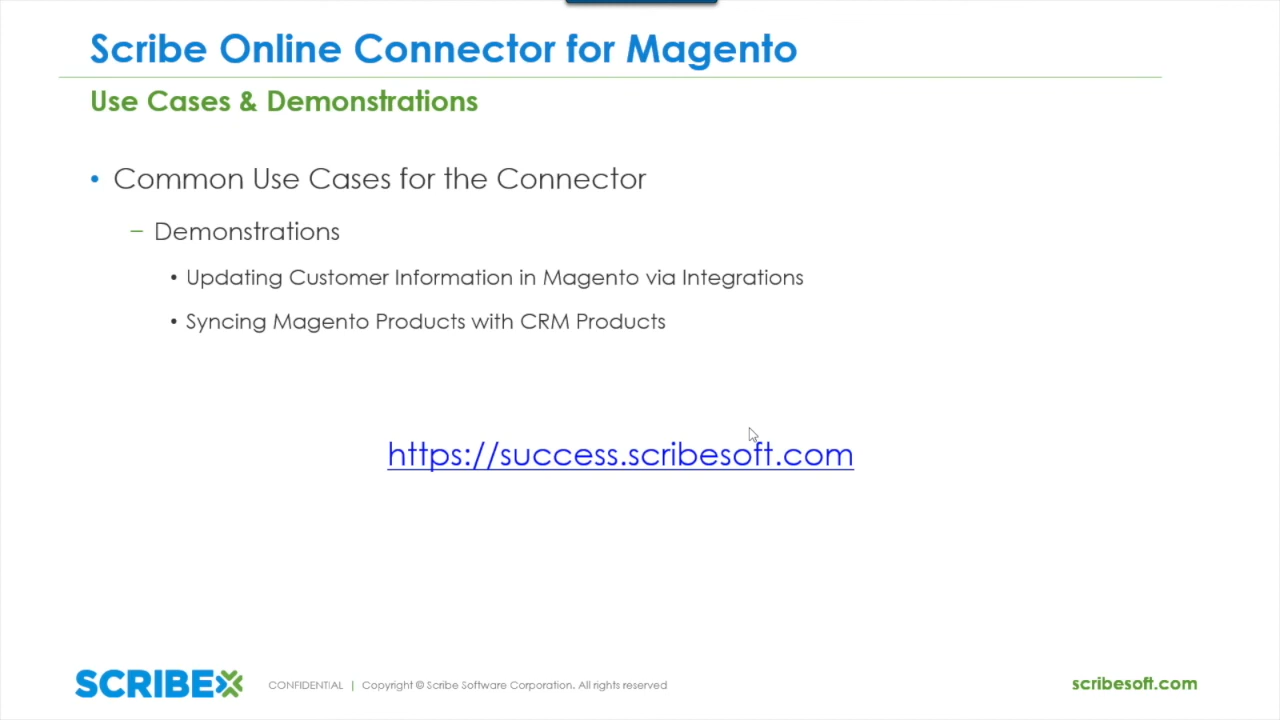 Scribe Online Connector for Magento
Use Cases & Demonstrations
• Common Use Cases for the Connector
– Demonstrations
• Updating Customer Information in Magento via Integrations
• Syncing Magento Products with CRM Products
https://success.scribesoft.com
SCRIBE
CONFIDENTIAL | Copyright © Scribe Software Corporation. All rights reserved
scribesoft.com